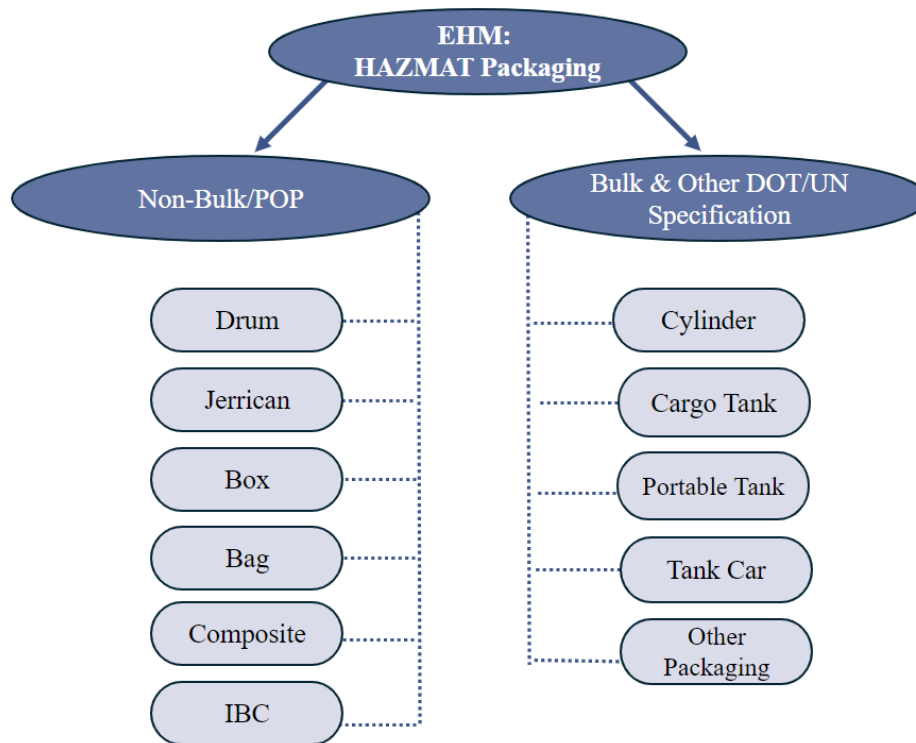 EHM:
HAZMAT Packaging
Non-Bulk/POP
Bulk & Other DOT/UN
Specification
Drum
Jerrican
Box
Bag
Composite
IBC
Cylinder
Cargo Tank
Portable Tank
Tank Car
Other
Packaging